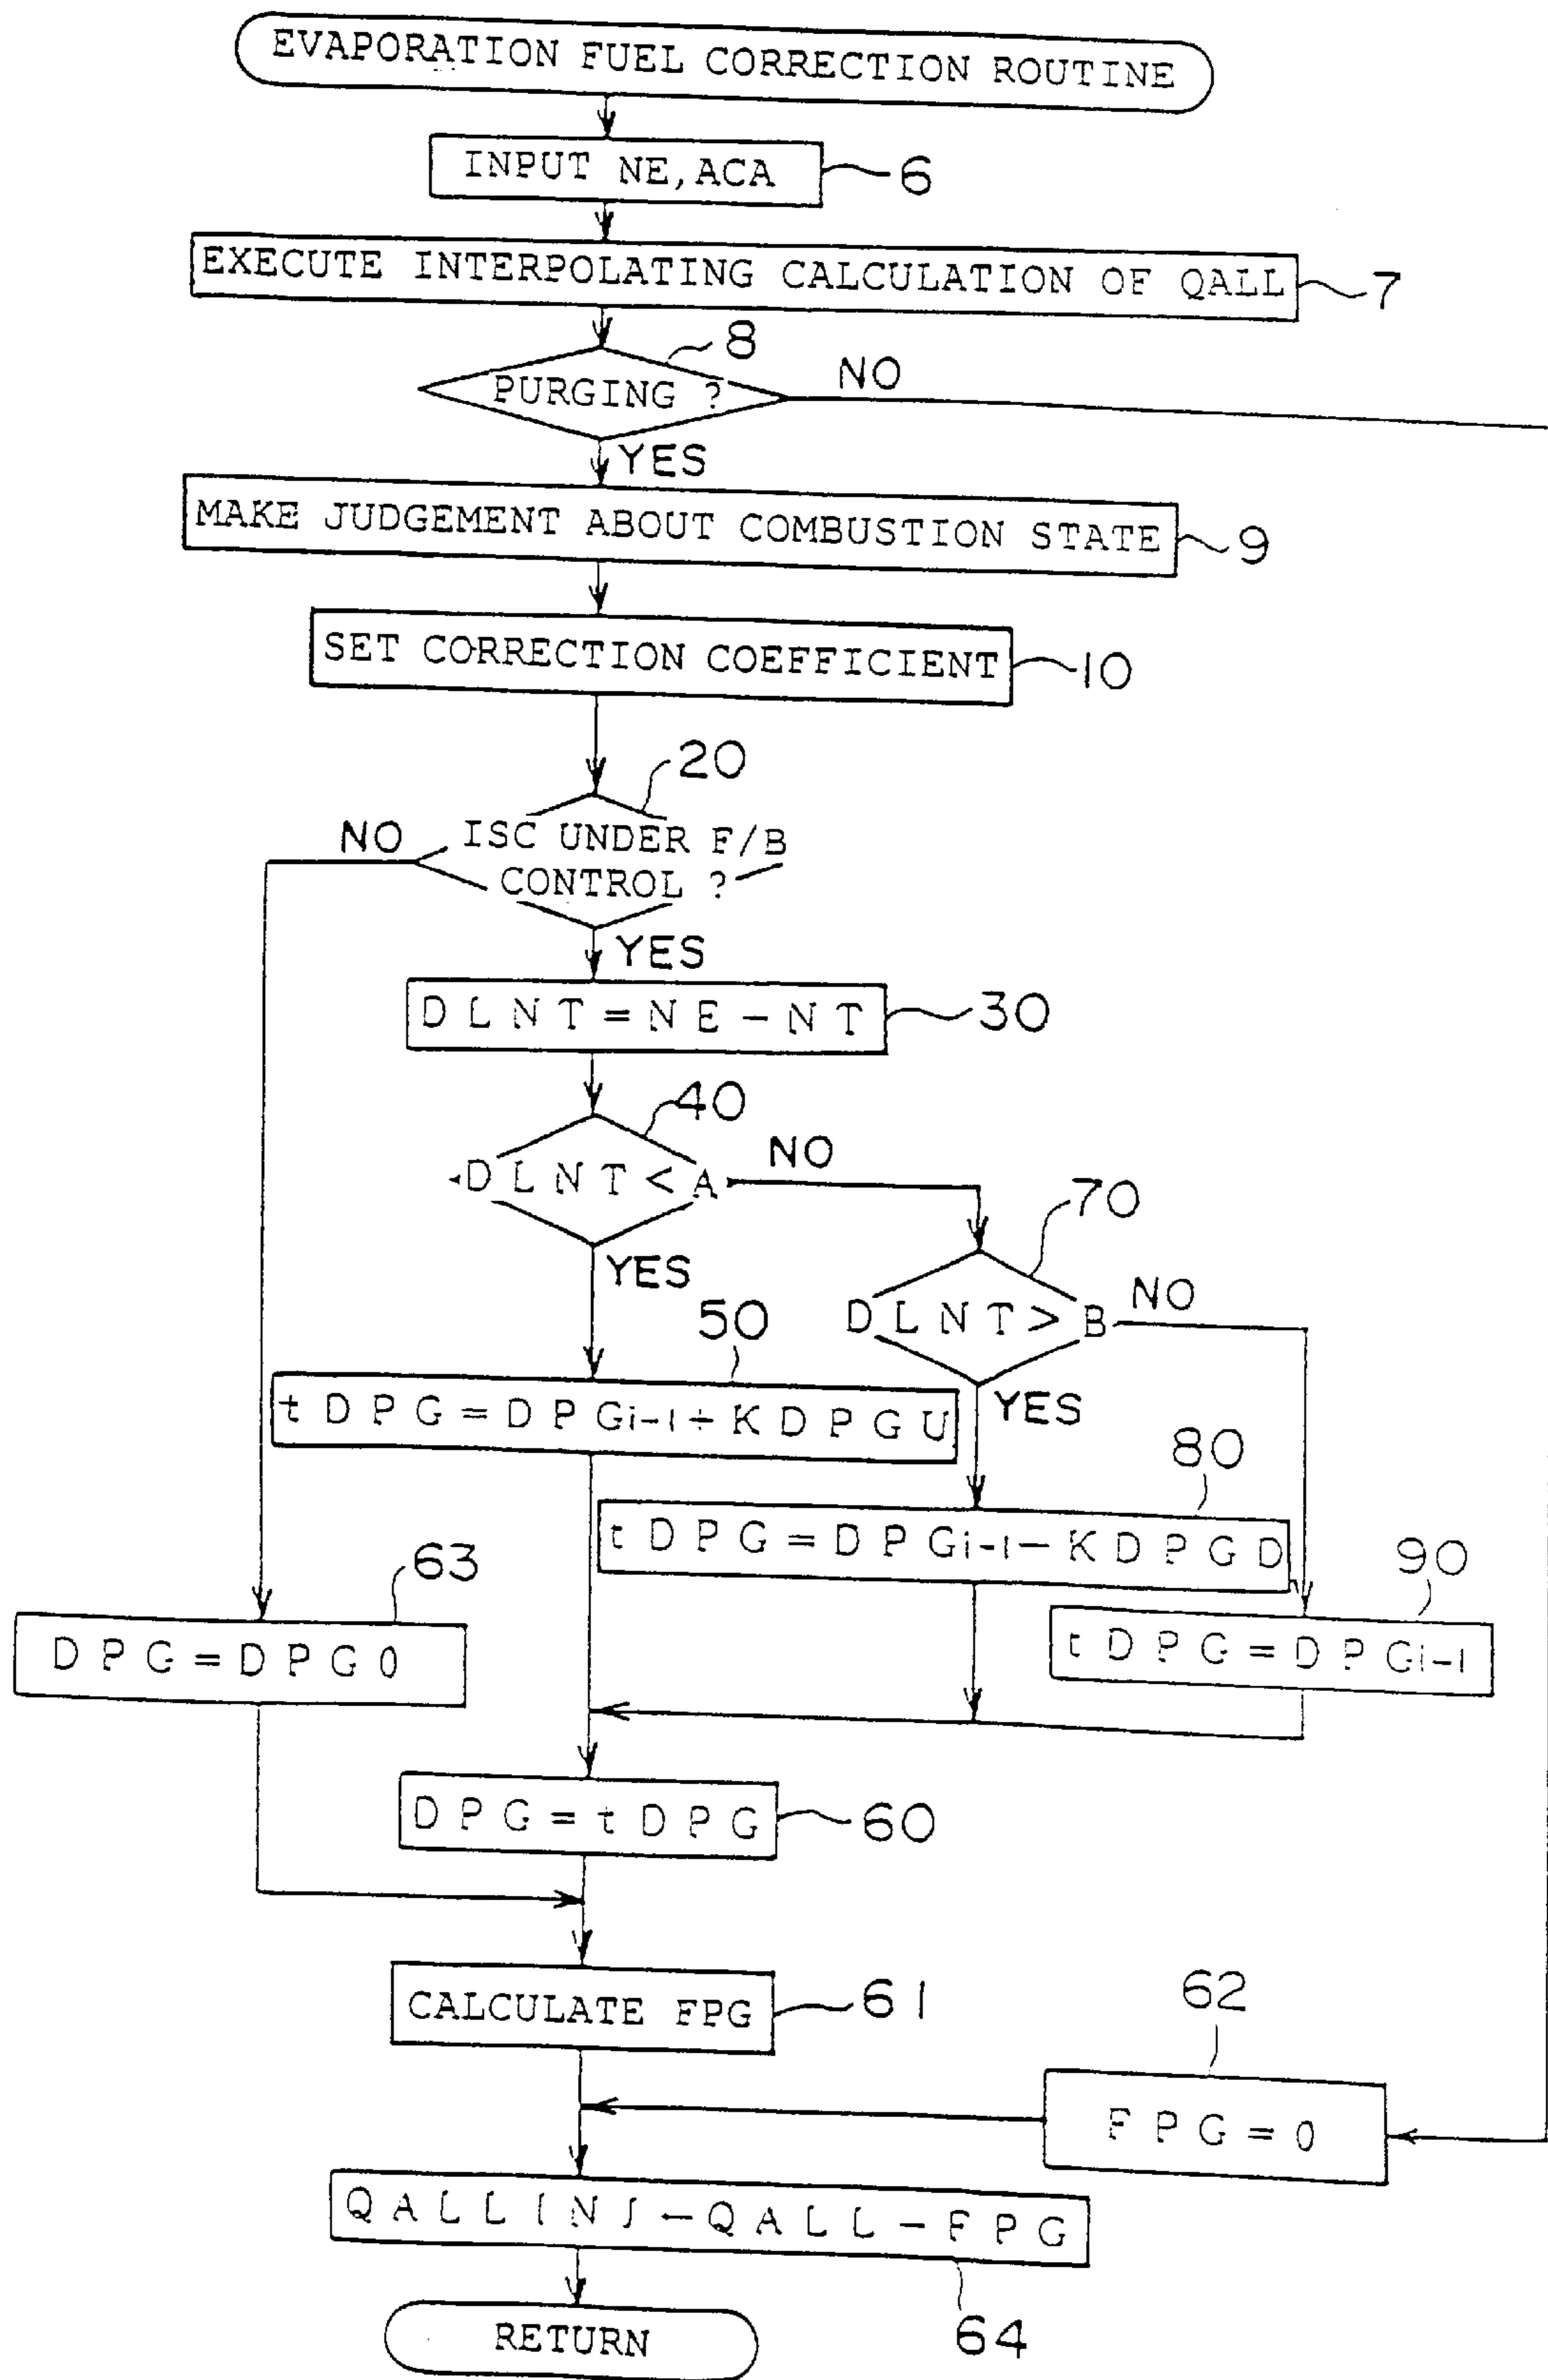 EVAPORATION FUEL CORRECTION ROUTINE
INPUT NE,ACA
6
EXECUTE INTERPOLATING CALCULATION OF QALL
7
8
PURGING ?
NO
YES
MAKE JUDGEMENT ABOUT COMBUSTION STATE
9
SET CORRECTION COEFFICIENT
10
20
NO
ISC UNDER F/B
CONTROL ?
YES
DLNT=NE-NT
30
40
DLNT<A
NO
70
YES
DLNT>B
NO
50
tDPG=DPGi-1+KDPGU
YES
80
tDPG=DPGi-1-KDPGD
90
63
DPG=DPG0
tDPG=DPGi-1
DPG=tDPG
60
CALCULATE FPG
61
62
FPG=0
QALLINJ←QALL-FPG
64
RETURN